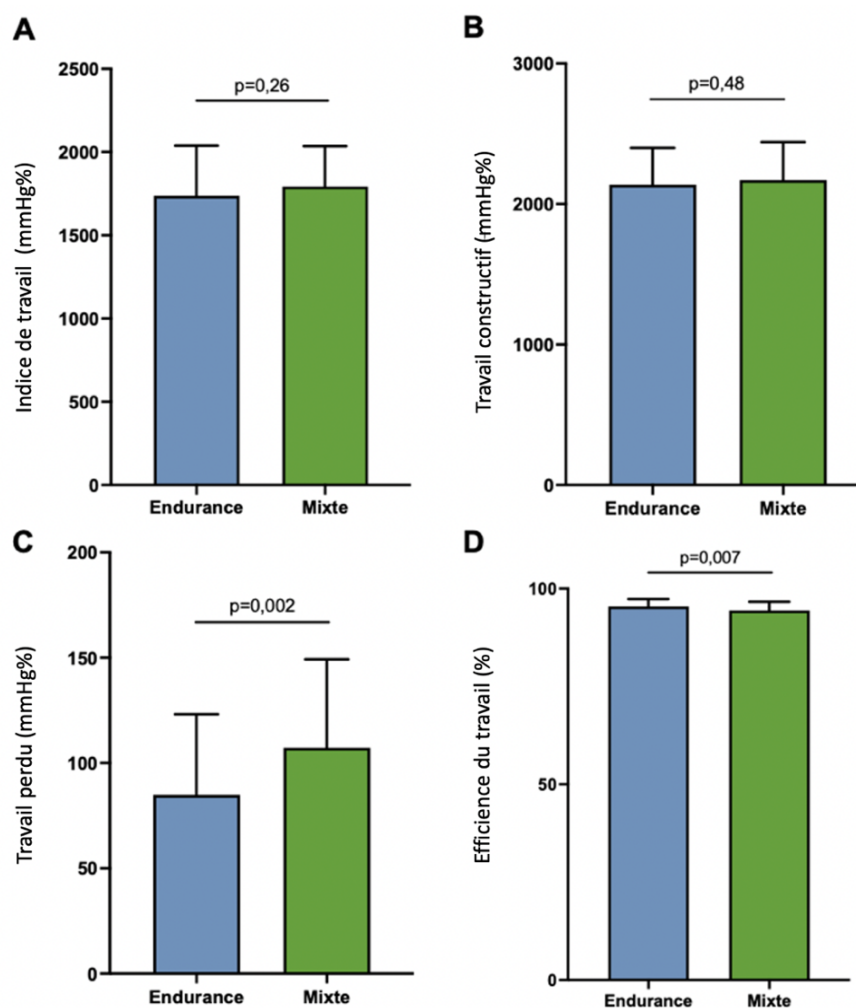 A
Indice de travail (mmHg%)
2500
2000
1500
1000
500
0
p=0,26
Endurance Mixte
B
Travail constructif (mmHg%)
3000
2000
1000
0
p=0,48
Endurance Mixte
C
Travail perdu (mmHg%)
200
150
100
50
0
p=0,002
Endurance Mixte
D
Efficience du travail (%)
100
50
0
p=0,007
Endurance Mixte